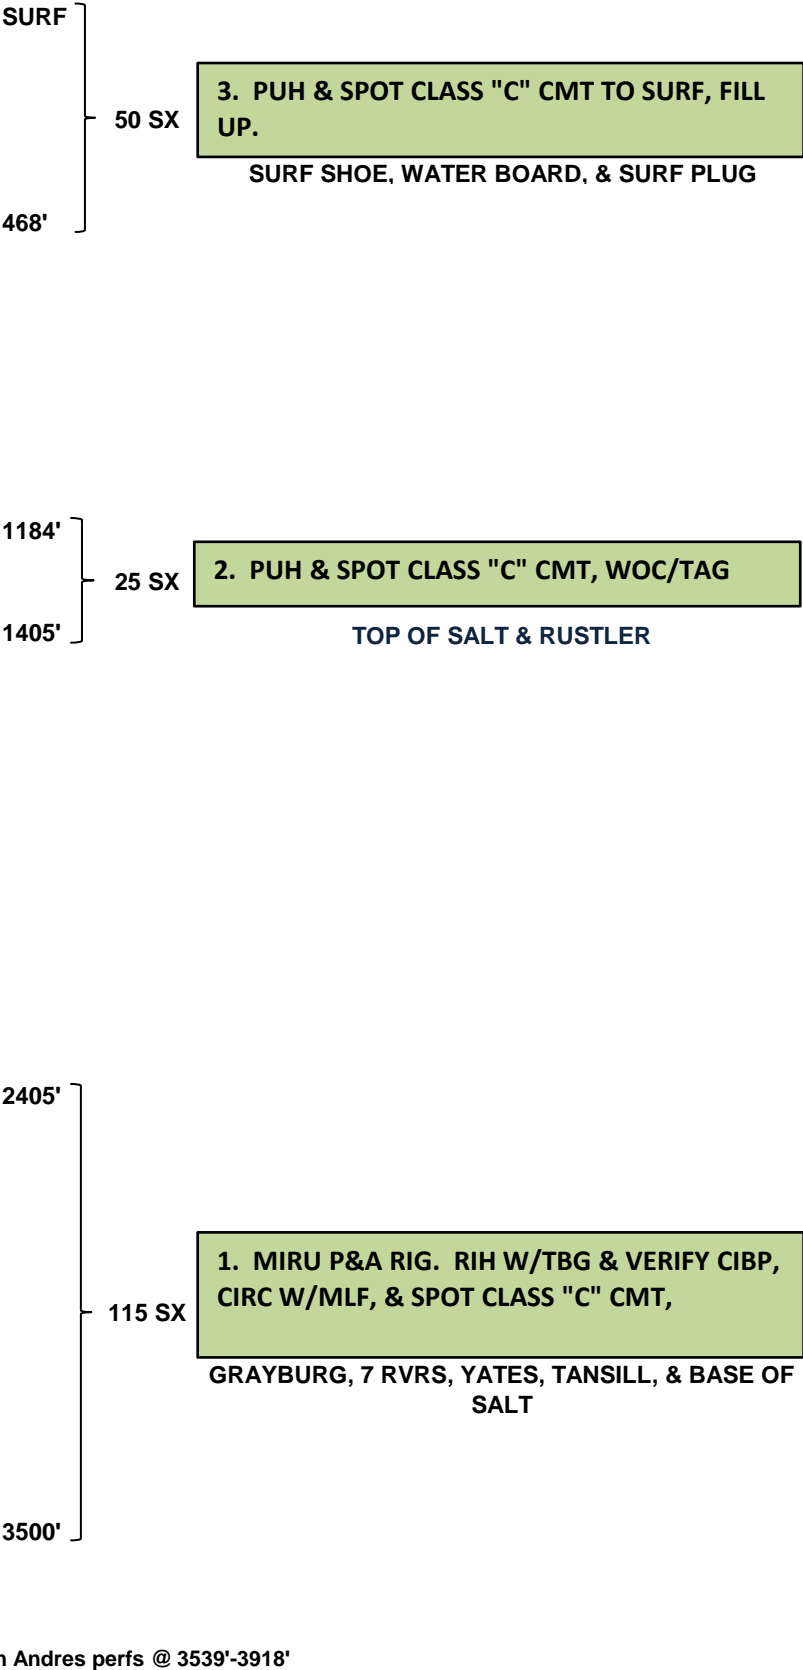 SURF
3. PUH & SPOT CLASS "C" CMT TO SURF, FILL
UP.
50 SX
SURF SHOE, WATER BOARD, & SURF PLUG
468'
1184'
2. PUH & SPOT CLASS "C" CMT, WOC/TAG
25 SX
1405'
TOP OF SALT & RUSTLER
2405'
1. MIRU P&A RIG. RIH W/TBG & VERIFY CIBP,
CIRC W/MLF, & SPOT CLASS "C" CMT,
115 SX
GRAYBURG, 7 RVRS, YATES, TANSILL, & BASE OF
SALT
3500'
Andres perfs @ 3539'-3918'